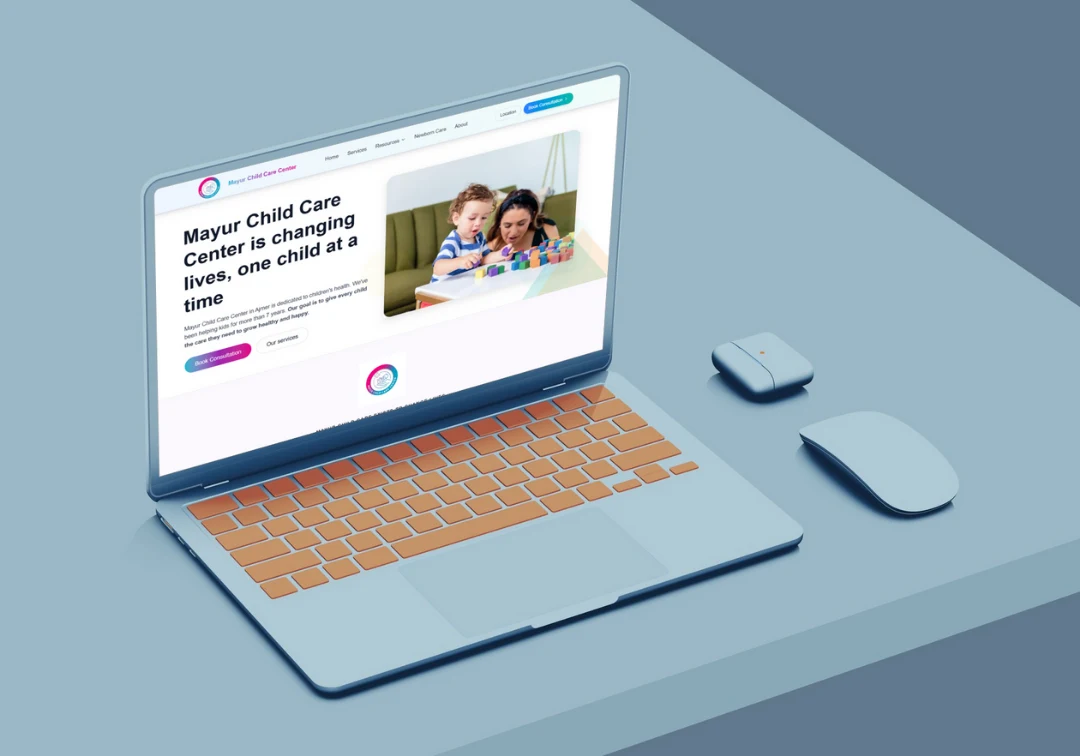 Mayur Child Care Center
Home Services Resources Newborn Care About
Location
Book Consultation
Mayur Child Care
Center is changing
lives, one child at a
time
Mayur Child Care Center in Ajmer is dedicated to children's health. We've
been helping kids for more than 7 years. Our goal is to give every child
the care they need to grow healthy and happy.
Book Consultation
Our services